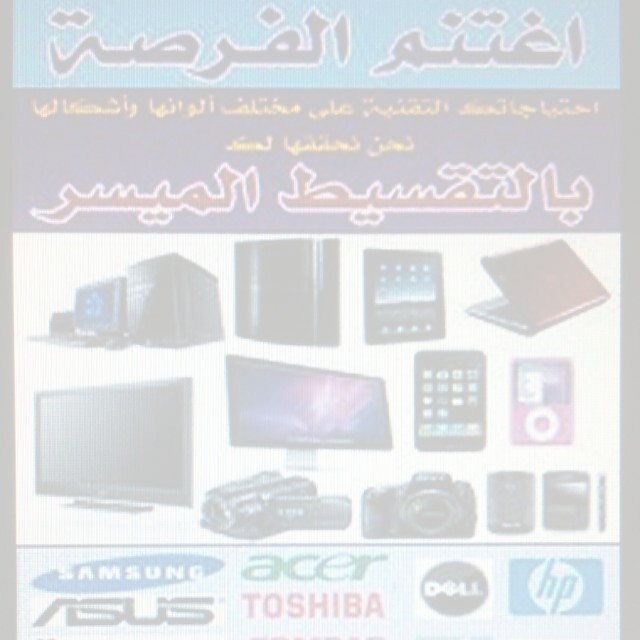 اغتنم الفرصة
احتياجاتك التقنية على مختلف ألوانها وأشكالها
نحن نحققها لك
بالتقسيط الميسر
SAMSUNG acer DELL hp
ASUS TOSHIBA